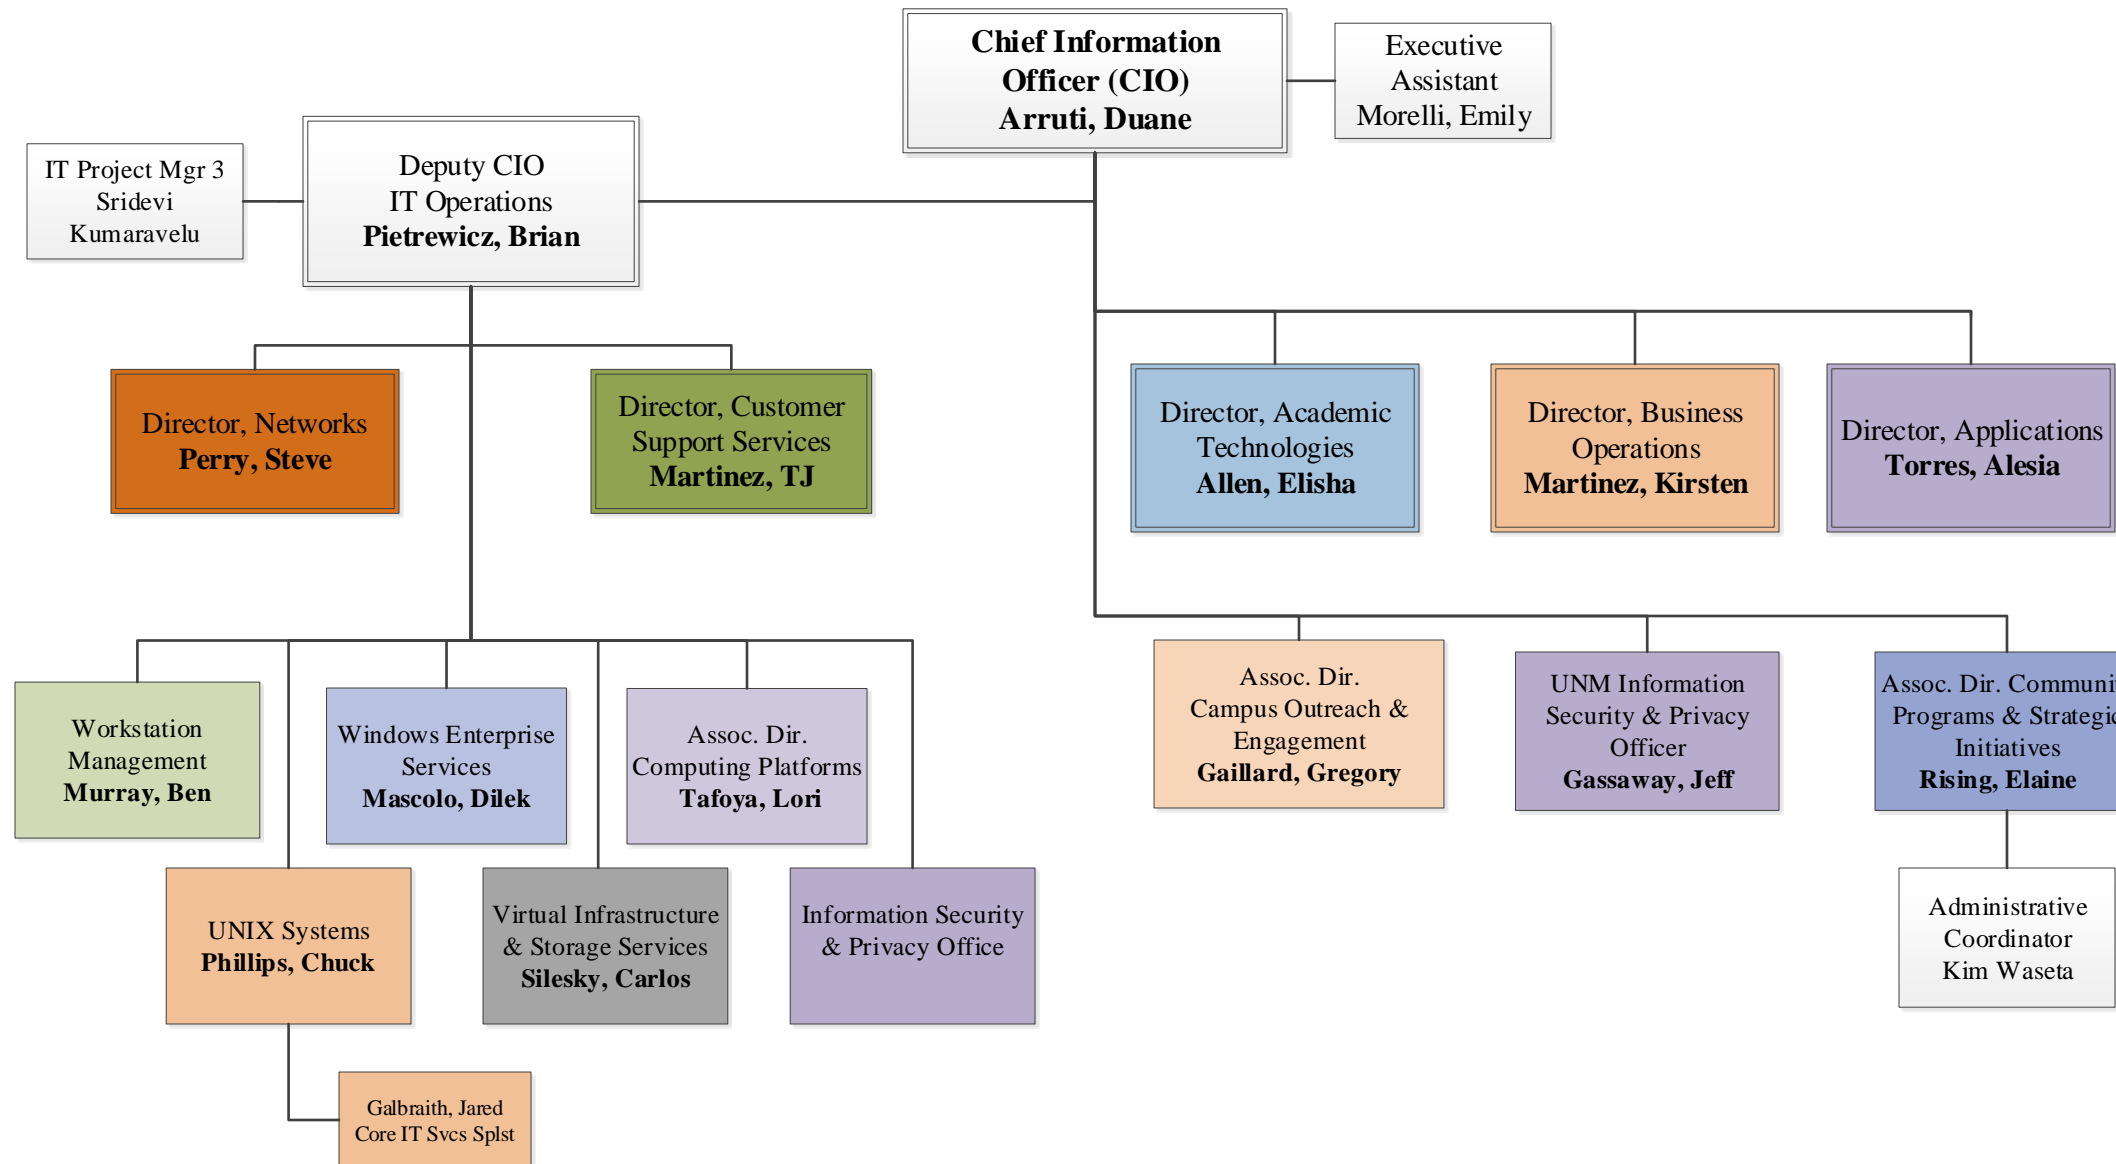 Chief Information
Officer (CIO)
Arruti, Duane
Executive
Assistant
Morelli, Emily
IT Project Mgr 3
Sridevi
Kumaravelu
Deputy CIO
IT Operations
Pietrewicz, Brian
Director, Networks
Perry, Steve
Director, Customer
Support Services
Martinez, TJ
Director, Academic
Technologies
Allen, Elisha
Director, Business
Operations
Martinez, Kirsten
Director, Applications
Torres, Alesia
Workstation
Management
Murray, Ben
Windows Enterprise
Services
Mascolo, Dilek
Assoc. Dir.
Computing Platforms
Tafoya, Lori
Assoc. Dir.
Campus Outreach &
Engagement
Gaillard, Gregory
UNM Information
Security & Privacy
Officer
Gassaway, Jeff
Assoc. Dir. Communi
Programs & Strategic
Initiatives
Rising, Elaine
UNIX Systems
Phillips, Chuck
Virtual Infrastructure
& Storage Services
Silesky, Carlos
Information Security
& Privacy Office
Administrative
Coordinator
Kim Waseta
Galbraith, Jared
Core IT Svcs Splst